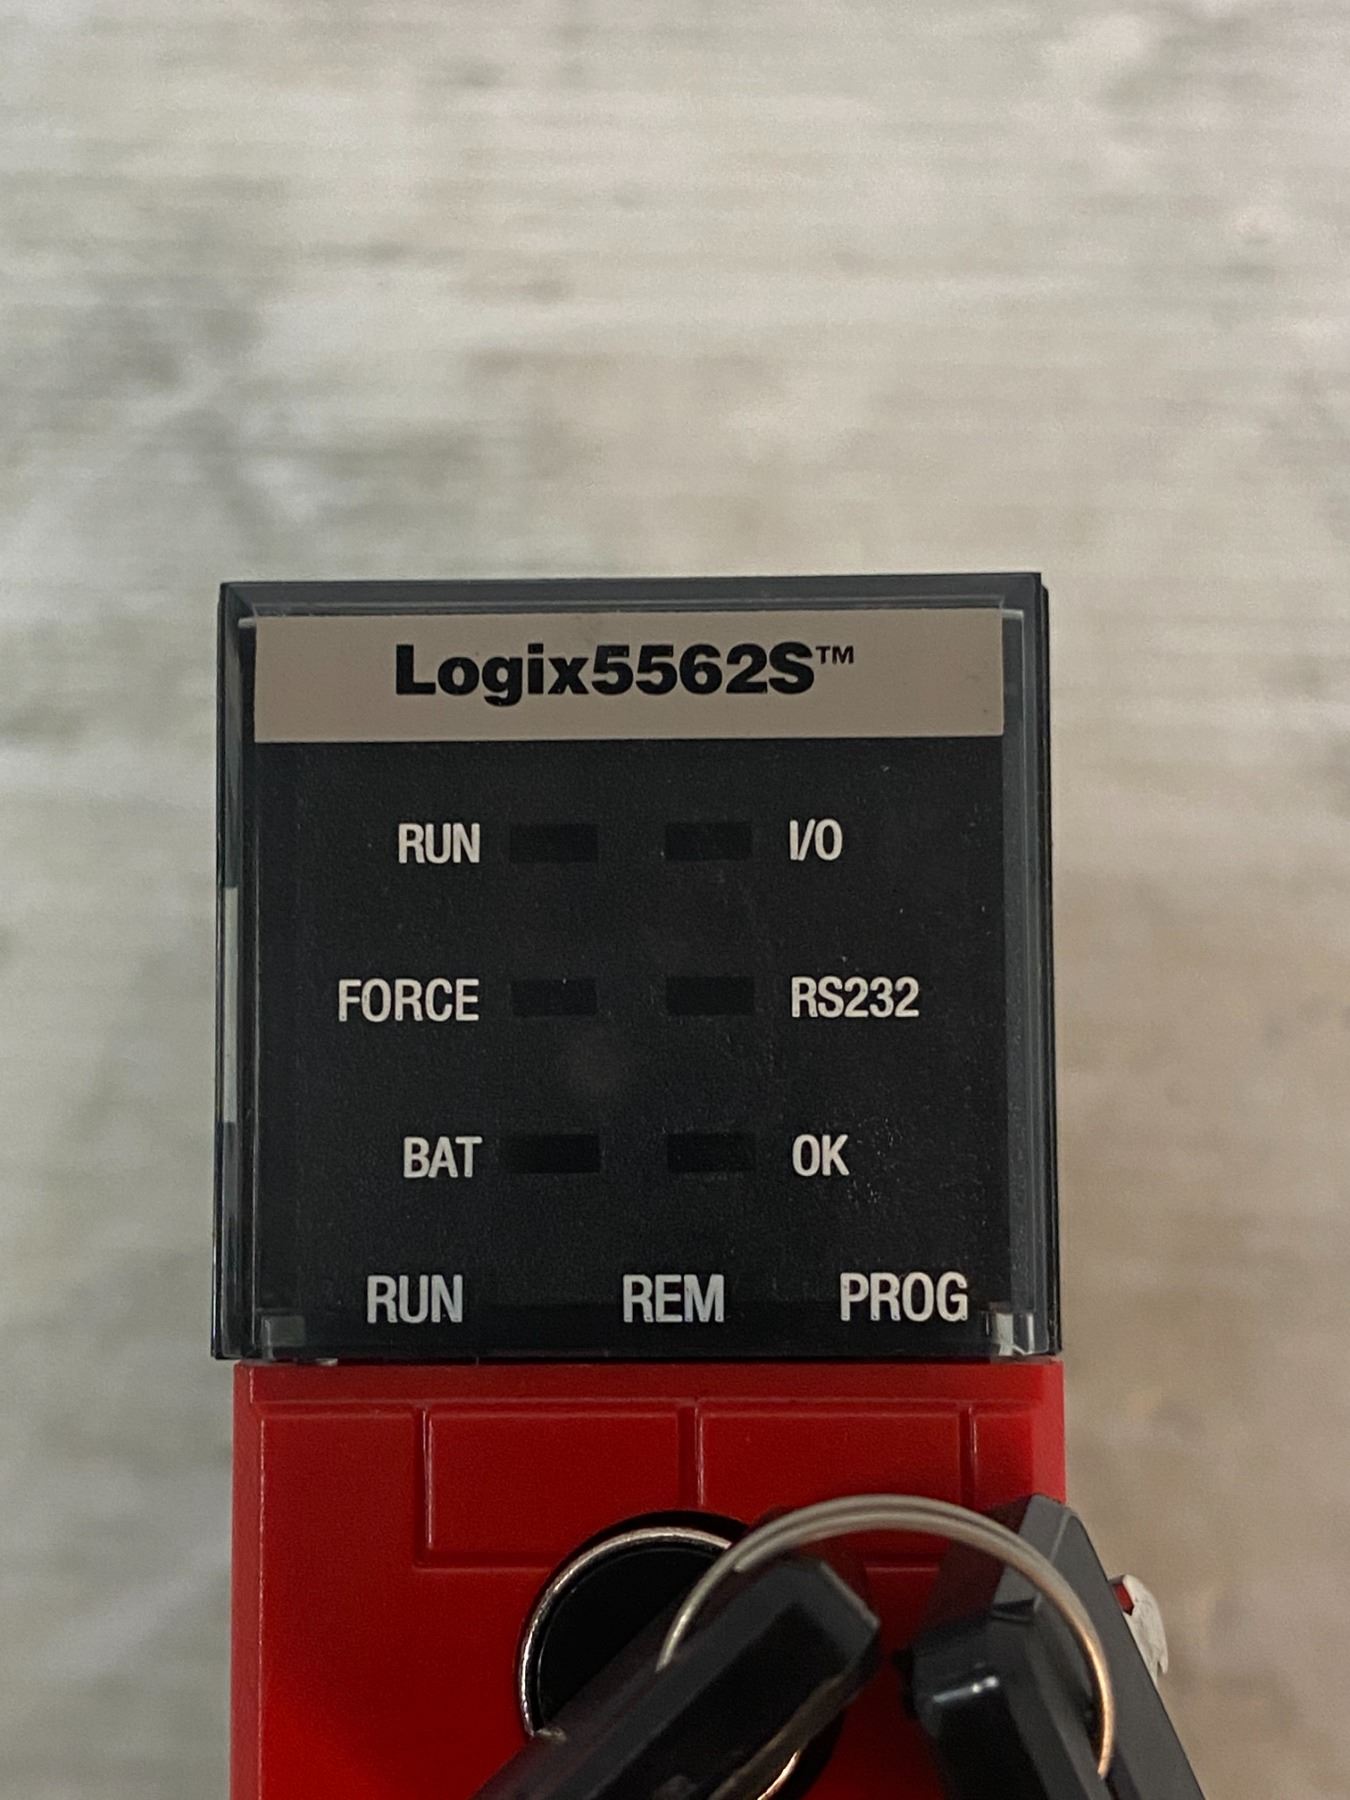 Logix5562S™
RUN I/O
FORCE RS232
BAT OK
RUN REM PROG